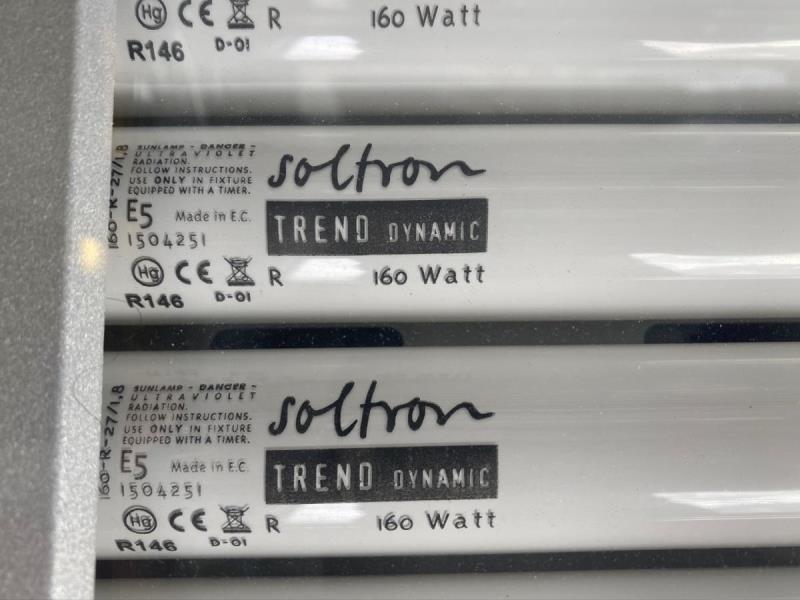 Hg CE R 160 Watt
R146 D-01
160-R-27/1,8
SUNLAMP - DANGER -
ULTRAVIOLET
RADIATION.
FOLLOW INSTRUCTIONS.
USE ONLY IN FIXTURE
EQUIPPED WITH A TIMER.
soltron
E5 Made in E.C.
TREND DYNAMIC
1504251
Hg CE R 160 Watt
R146 D-01
160-R-27/1,8
SUNLAMP - DANGER -
ULTRAVIOLET
RADIATION.
FOLLOW INSTRUCTIONS.
USE ONLY IN FIXTURE
EQUIPPED WITH A TIMER.
soltron
E5 Made in E.C.
TREND DYNAMIC
1504251
Hg CE R 160 Watt
R146 D-01